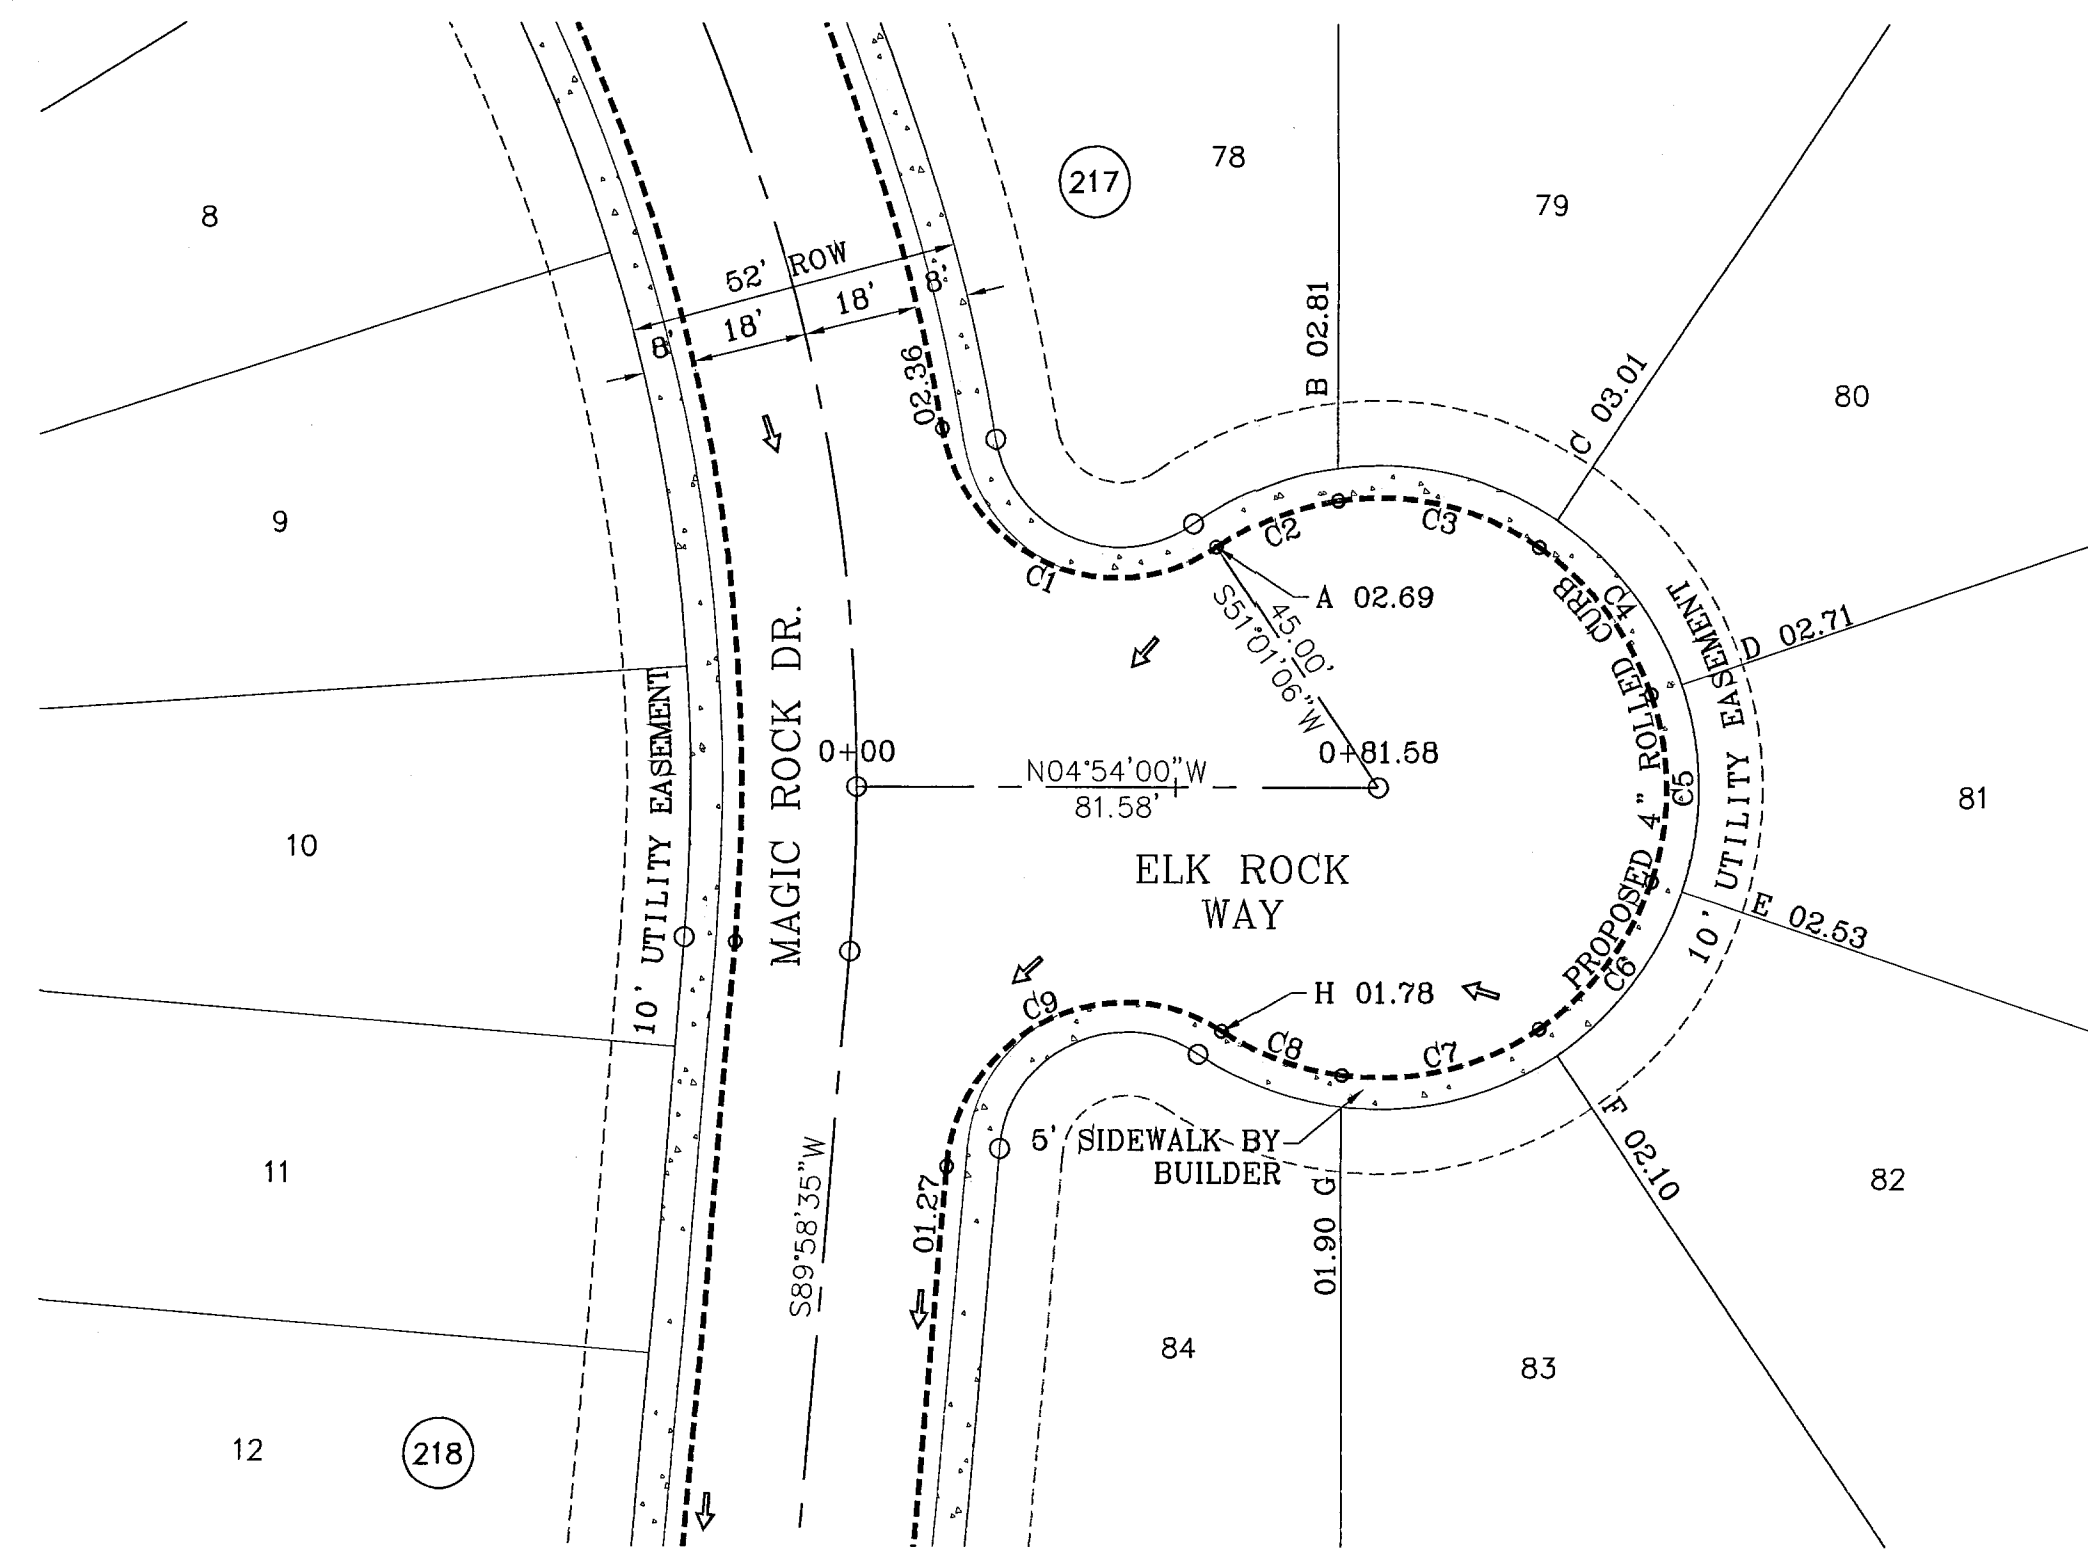 8
217
78
79
52' ROW
18'
18'
8'
8'
02.36
B 02.81
C 03.01
80
9
C1
C2
C3
C4
A 02.69
45.00'
S51°01'06"W
D 02.71
10' UTILITY EASEMENT
MAGIC ROCK DR.
0+00
N04°54'00"W
81.58'
0+81.58
PROPOSED 4" ROLLED CURB
C5
10' UTILITY EASEMENT
81
10
ELK ROCK
WAY
E 02.53
C6
C9
H 01.78
C8
C7
F 02.10
5' SIDEWALK BY
BUILDER
11
S89°58'35"W
01.27
01.90 G
82
84
83
12
218